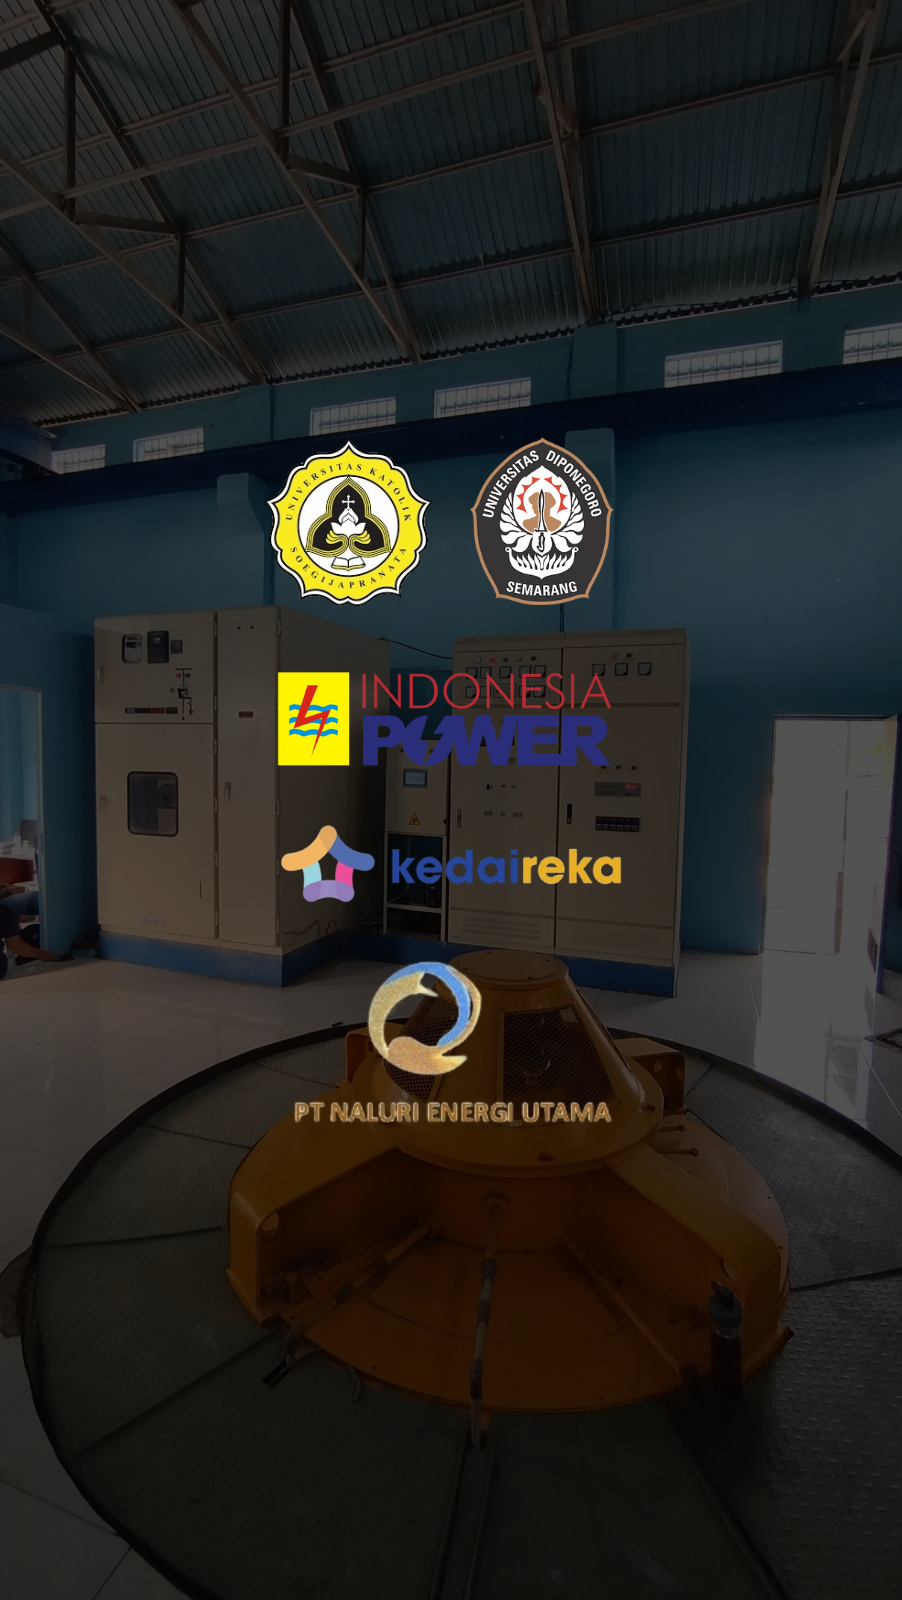 UNIVERSITAS KATOLIK
SOEGIJAPRANATA
UNIVERSITAS DIPONEGORO
SEMARANG
INDONESIA
POWER
kedaireka
PT NALURI ENERGI UTAMA